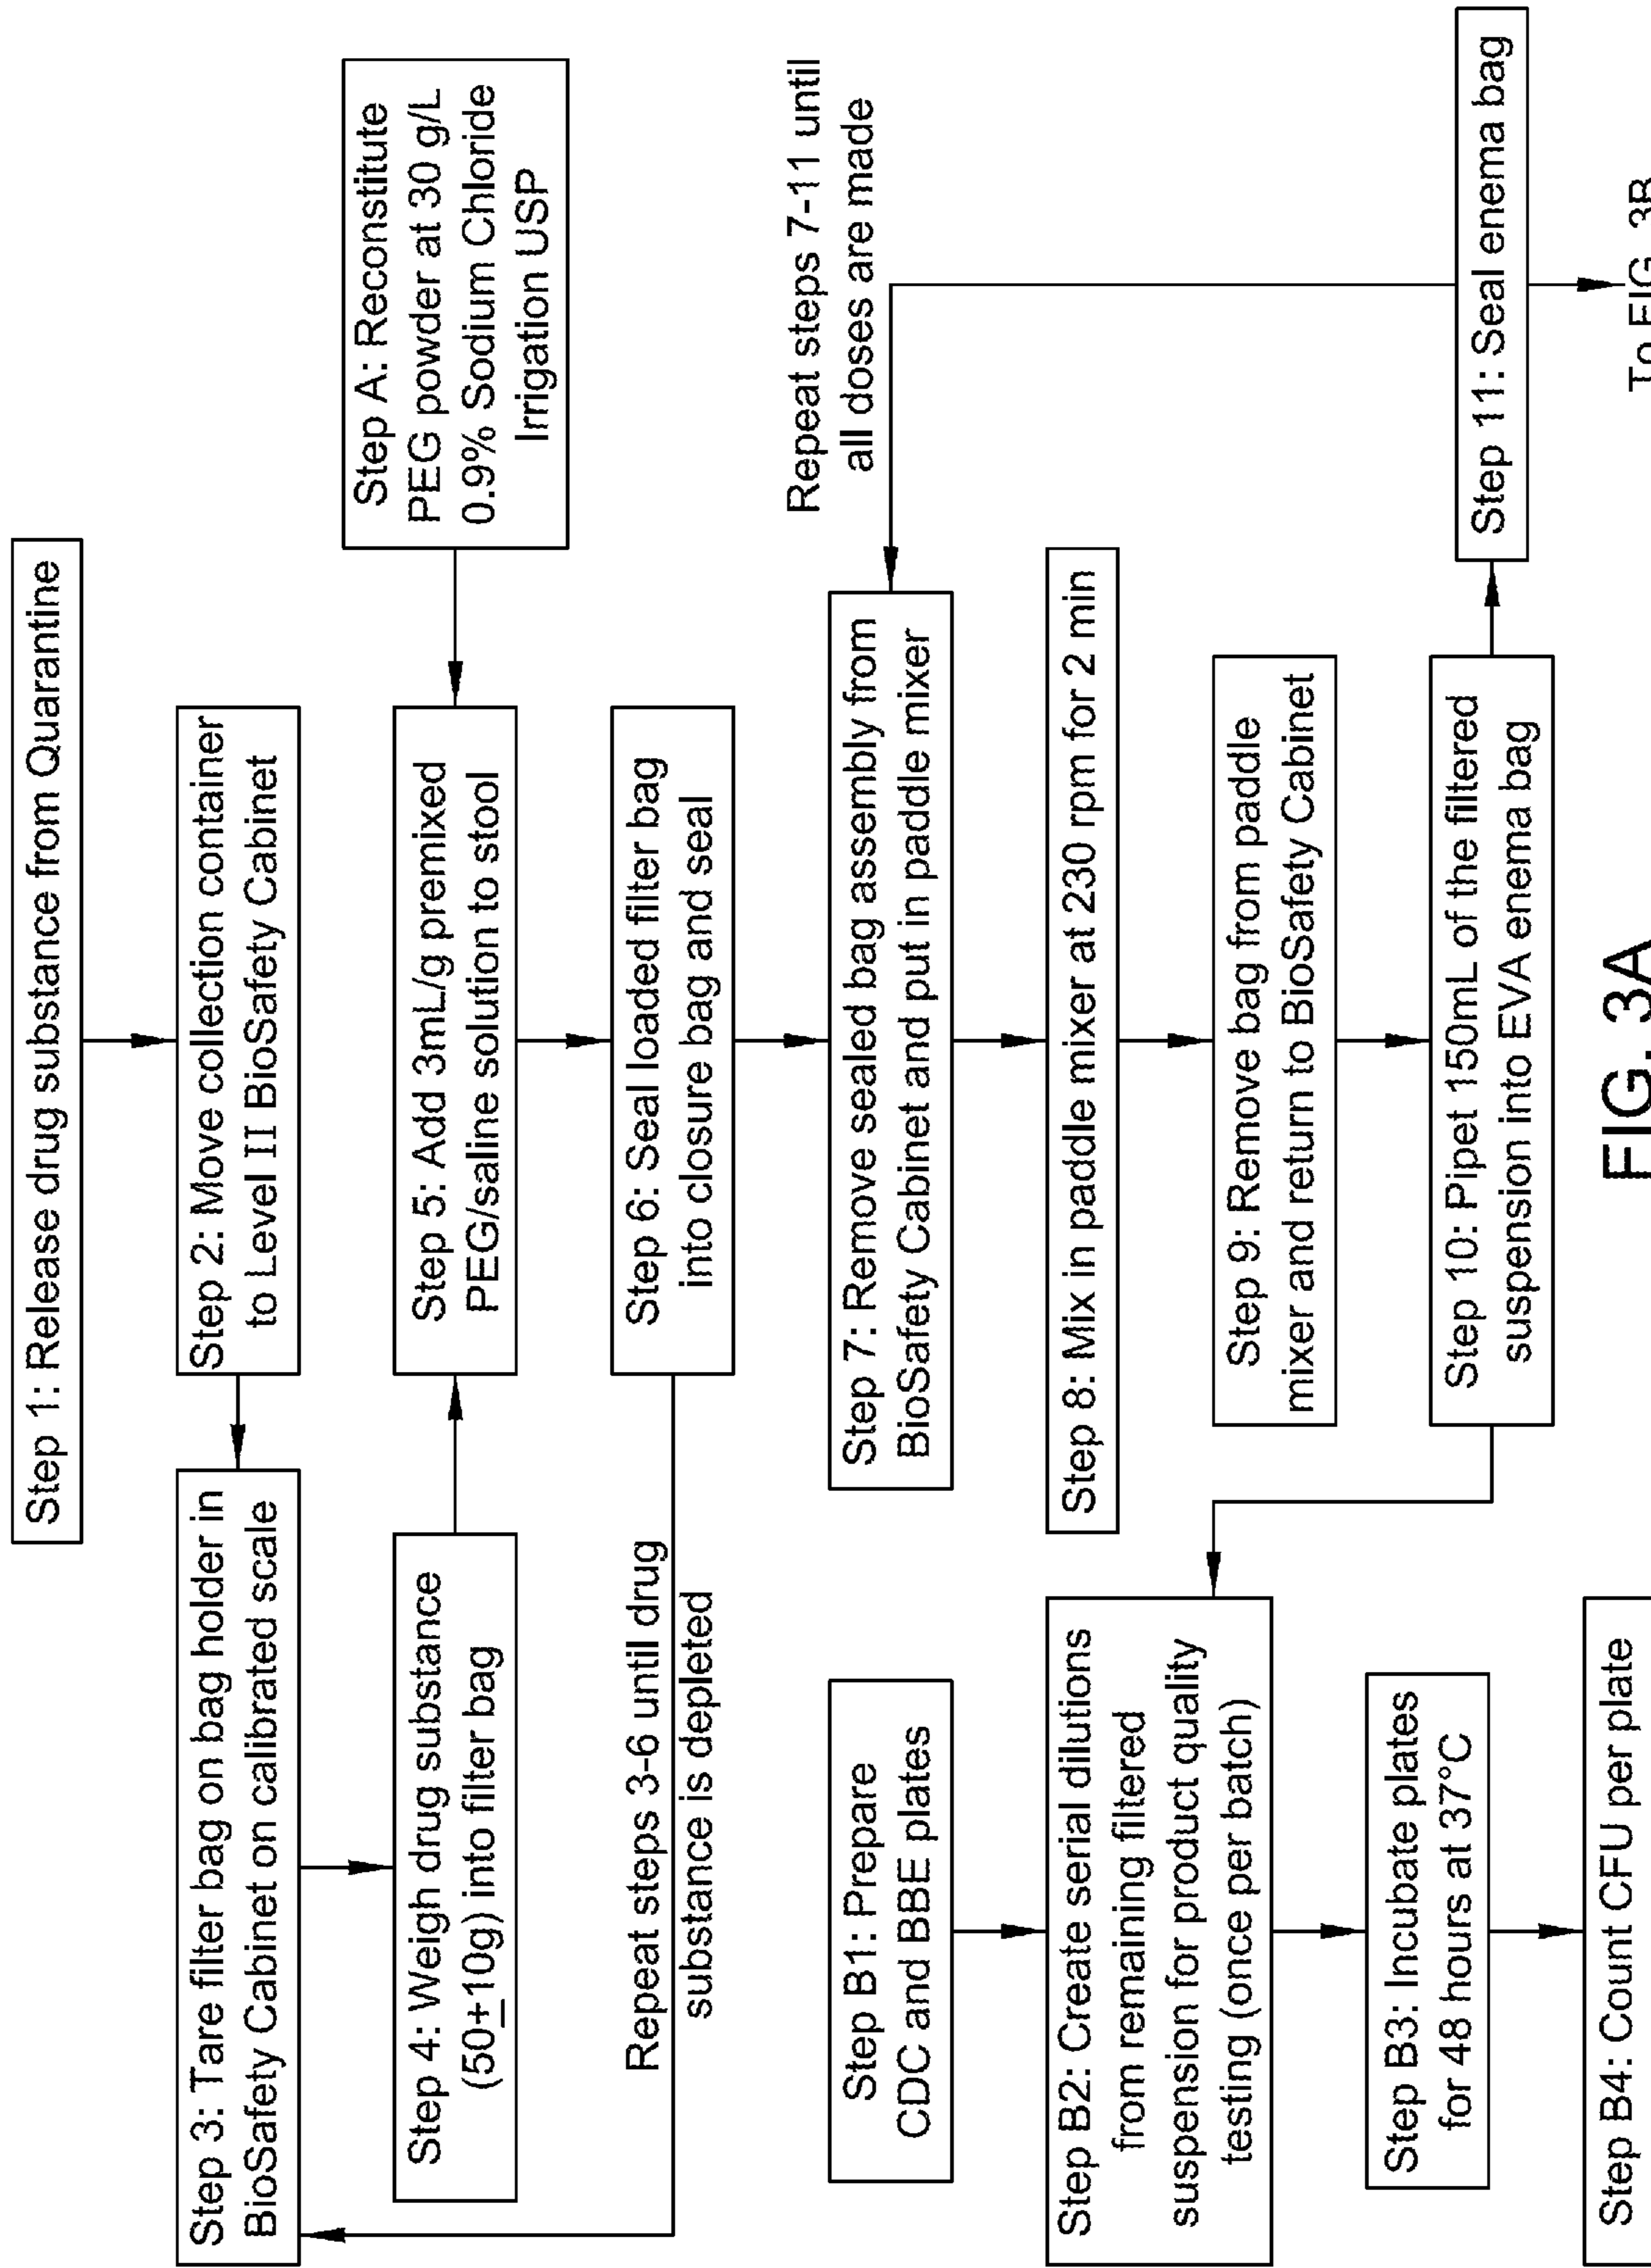 Step 1: Release drug substance from Quarantine
Step 2: Move collection container
to Level III BioSafety Cabinet
Step 3: Tare filter bag on bag holder in
BioSafety Cabinet on calibrated scale
Step 4: Weigh drug substance
(50±10g) into filter bag
Step A: Reconstitute
PEG powder at 30 g/L
0.9% Sodium Chloride
Irrigation USP
Step 5: Add 3mL/g premixed
PEG/saline solution to stool
Step 6: Seal loaded filter bag
into closure bag and seal
Repeat steps 3-6 until drug
substance is depleted
Step 7: Remove sealed bag assembly from
BioSafety Cabinet and put in paddle mixer
Repeat steps 7-11 until
all doses are made
Step 8: Mix in paddle mixer at 230 rpm for 2 min
Step 9: Remove bag from paddle
mixer and return to BioSafety Cabinet
Step 10: Pipet 150mL of the filtered
suspension into EVA enema bag
Step 11: Seal enema bag
To FIG. 3B
Step B1: Prepare
CDC and BBE plates
Step B2: Create serial dilutions
from remaining filtered
suspension for product quality
testing (once per batch)
Step B3: Incubate plates
for 48 hours at 37°C
Step B4: Count CFU per plate
FIG. 3A